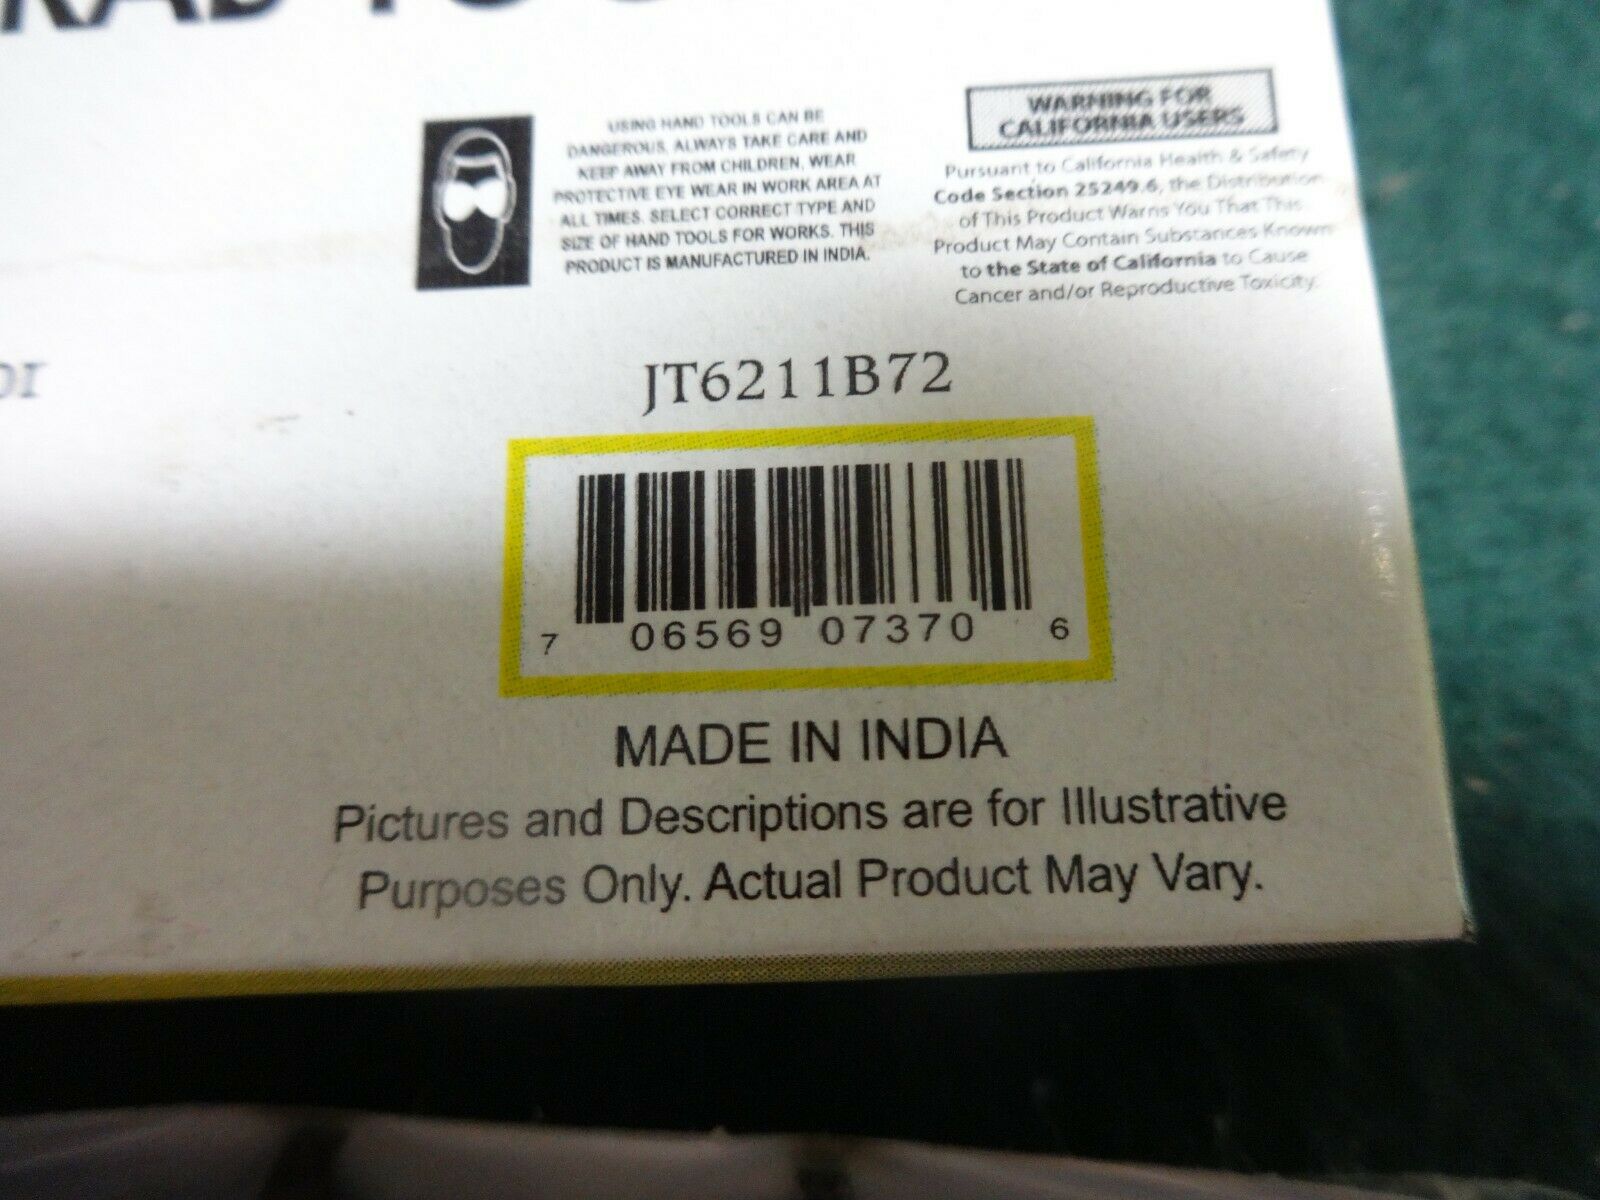 USING HAND TOOLS CAN BE
DANGEROUS, ALWAYS TAKE CARE AND
KEEP AWAY FROM CHILDREN, WEAR
PROTECTIVE EYE WEAR IN WORK AREA AT
ALL TIMES. SELECT CORRECT TYPE AND
SIZE OF HAND TOOLS FOR WORKS. THIS
PRODUCT IS MANUFACTURED IN INDIA.
WARNING FOR
CALIFORNIA USERS
Pursuant to California Health & Safety
Code Section 25249.6, the Distribution
of This Product Warns You That This
Product May Contain Substances Known
to the State of California to Cause
Cancer and/or Reproductive Toxicity.
or
JT6211B72
7 06569 07370 6
MADE IN INDIA
Pictures and Descriptions are for Illustrative
Purposes Only. Actual Product May Vary.